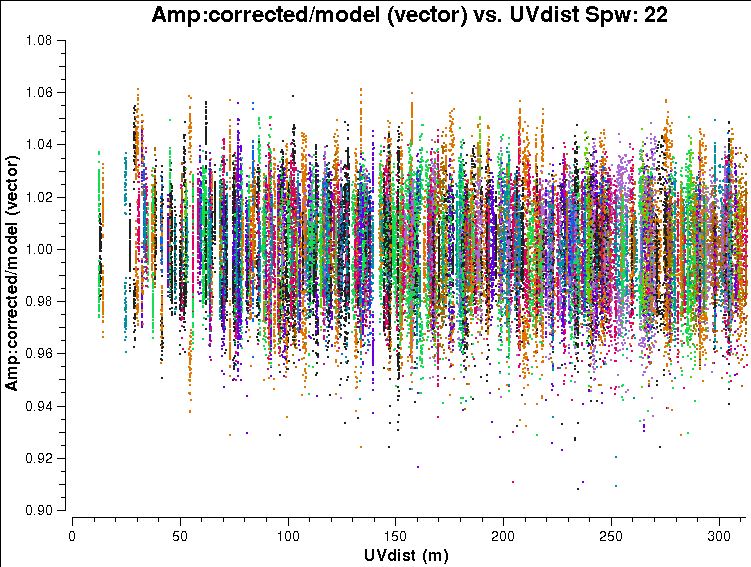 Amp:corrected/model (vector) vs. UVdist Spw: 22
Amp:corrected/model (vector)
1.08
1.06
1.04
1.02
1.00
0.98
0.96
0.94
0.92
0.90
0 50 100 150 200 250 300
UVdist (m)